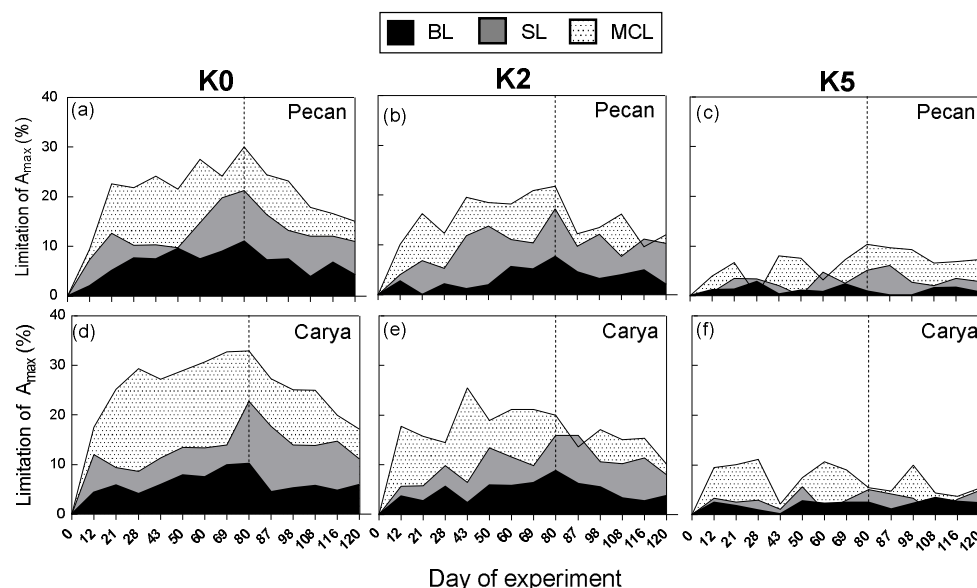 BL SL MCL
K0 K2 K5
(a) Pecan (b) Pecan (c) Pecan
Limitation of Amax (%)
40
30
20
10
0
(d) Carya (e) Carya (f) Carya
Limitation of Amax (%)
40
30
20
10
0
0 12 21 28 43 50 60 69 80 87 98 108 116 120 0 12 21 28 43 50 60 69 80 87 98 108 116 120 0 12 21 28 43 50 60 69 80 87 98 108 116 120
Day of experiment